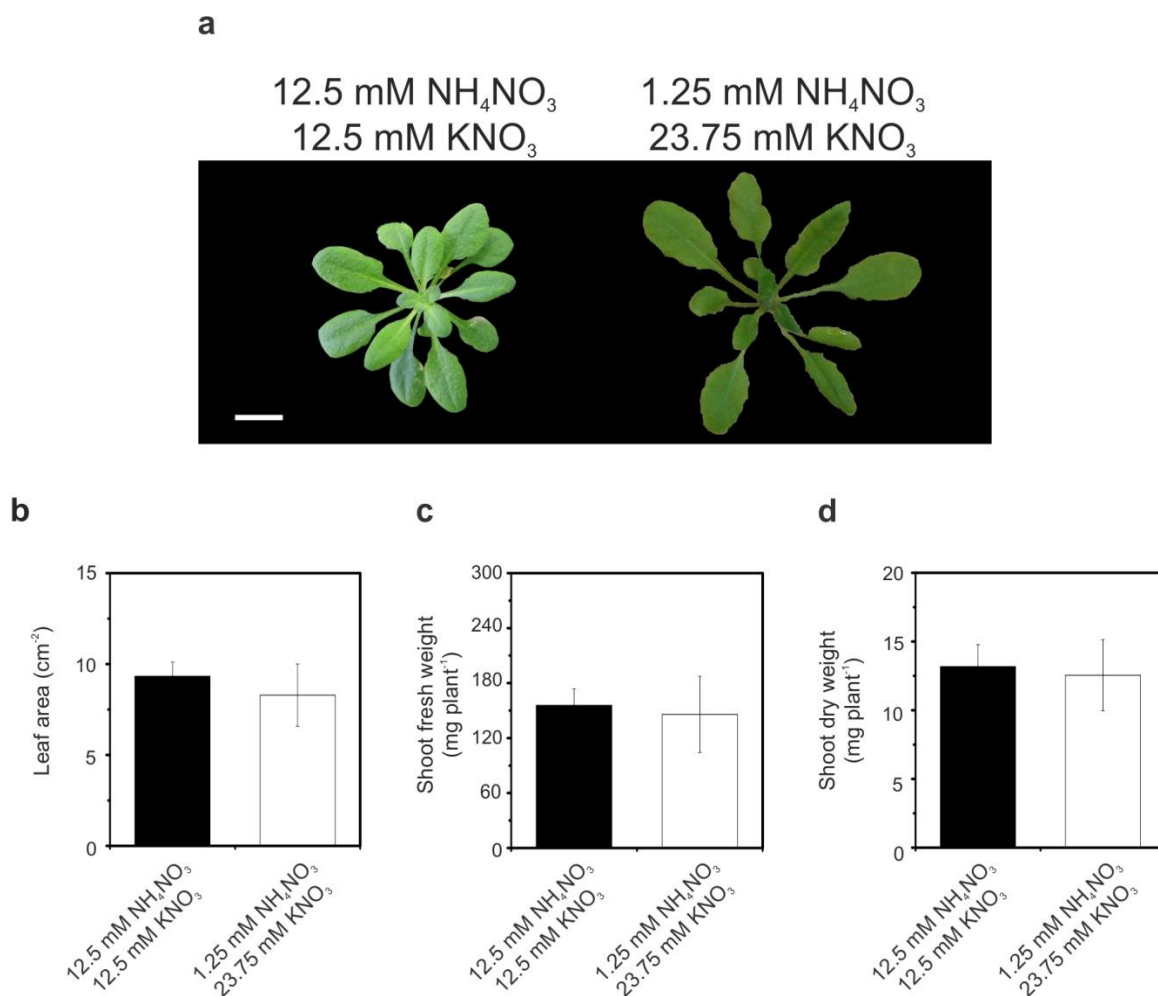 a
12.5 mM NH₄NO₃
12.5 mM KNO₃
1.25 mM NH₄NO₃
23.75 mM KNO₃
b
Leaf area (cm⁻²)
15
10
5
0
12.5 mM NH₄NO₃
12.5 mM KNO₃
1.25 mM NH₄NO₃
23.75 mM KNO₃
c
Shoot fresh weight
(mg plant⁻¹)
300
240
180
120
60
0
12.5 mM NH₄NO₃
12.5 mM KNO₃
1.25 mM NH₄NO₃
23.75 mM KNO₃
d
Shoot dry weight
(mg plant⁻¹)
20
15
10
5
0
12.5 mM NH₄NO₃
12.5 mM KNO₃
1.25 mM NH₄NO₃
23.75 mM KNO₃